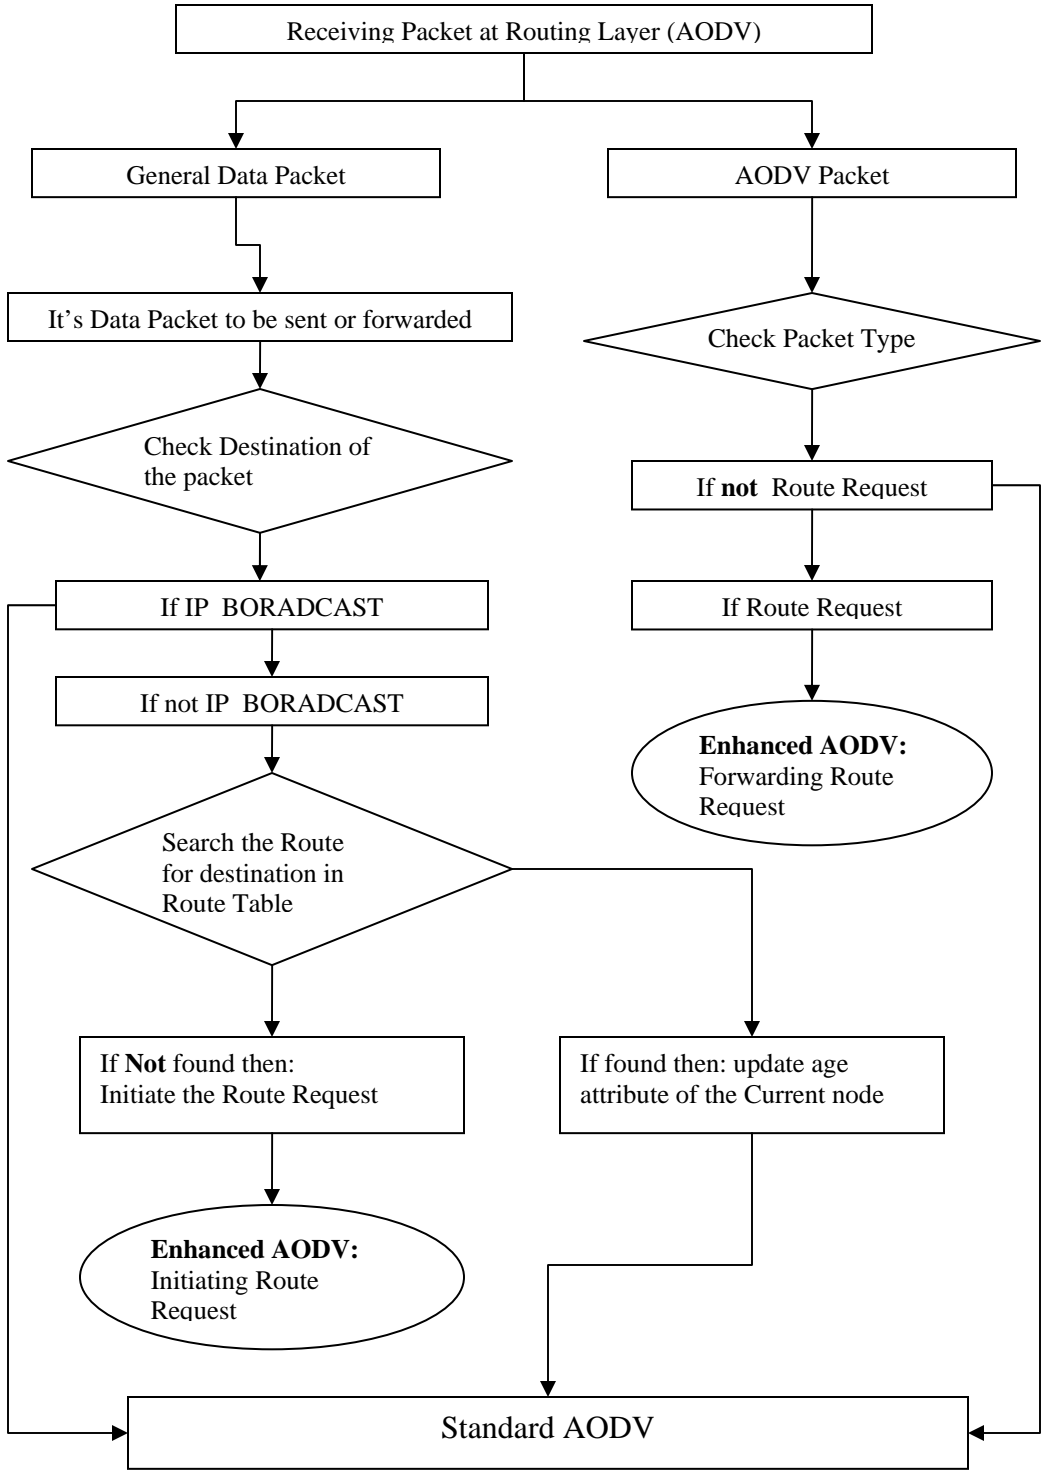 Receiving Packet at Routing Layer (AODV)
General Data Packet
AODV Packet
It's Data Packet to be sent or forwarded
Check Packet Type
Check Destination of
the packet
If not Route Request
If IP BORADCAST
If Route Request
If not IP BORADCAST
Enhanced AODV:
Forwarding Route
Request
Search the Route
for destination in
Route Table
If Not found then:
Initiate the Route Request
If found then: update age
attribute of the Current node
Enhanced AODV:
Initiating Route
Request
Standard AODV